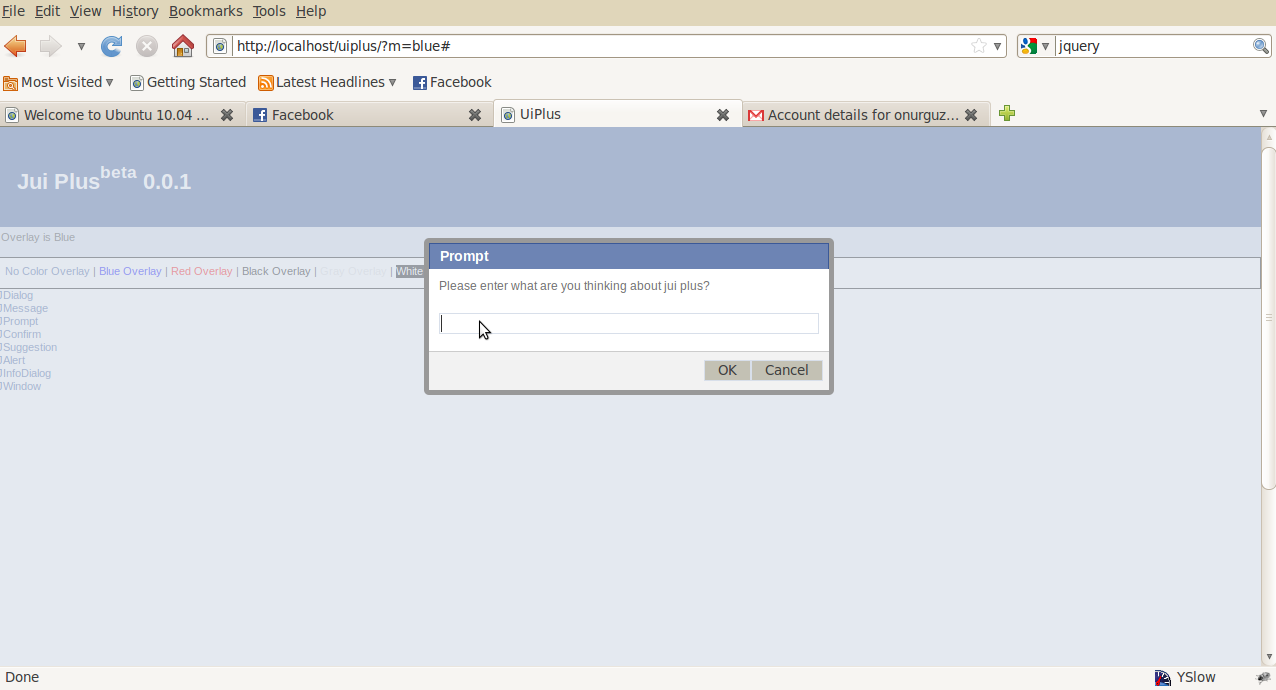 File Edit View History Bookmarks Tools Help
http://localhost/uiplus/?m=blue#
jquery
Most Visited Getting Started Latest Headlines Facebook
Welcome to Ubuntu 10.04 ... Facebook UiPlus Account details for onurguz...
Jui Plus beta 0.0.1
Overlay is Blue
No Color Overlay | Blue Overlay | Red Overlay | Black Overlay | Gray Overlay | White
JDialog
JMessage
JPrompt
JConfirm
JSuggestion
JAlert
JInfoDialog
JWindow
Prompt
Please enter what are you thinking about jui plus?
OK Cancel
Done YSlow